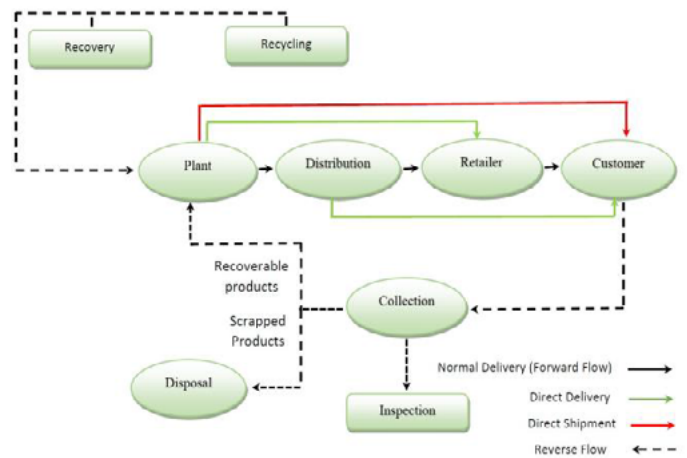 Recovery
Recycling
Plant
Distribution
Retailer
Customer
Recoverable
products
Collection
Scrapped
Products
Disposal
Inspection
Normal Delivery (Forward Flow)
Direct Delivery
Direct Shipment
Reverse Flow